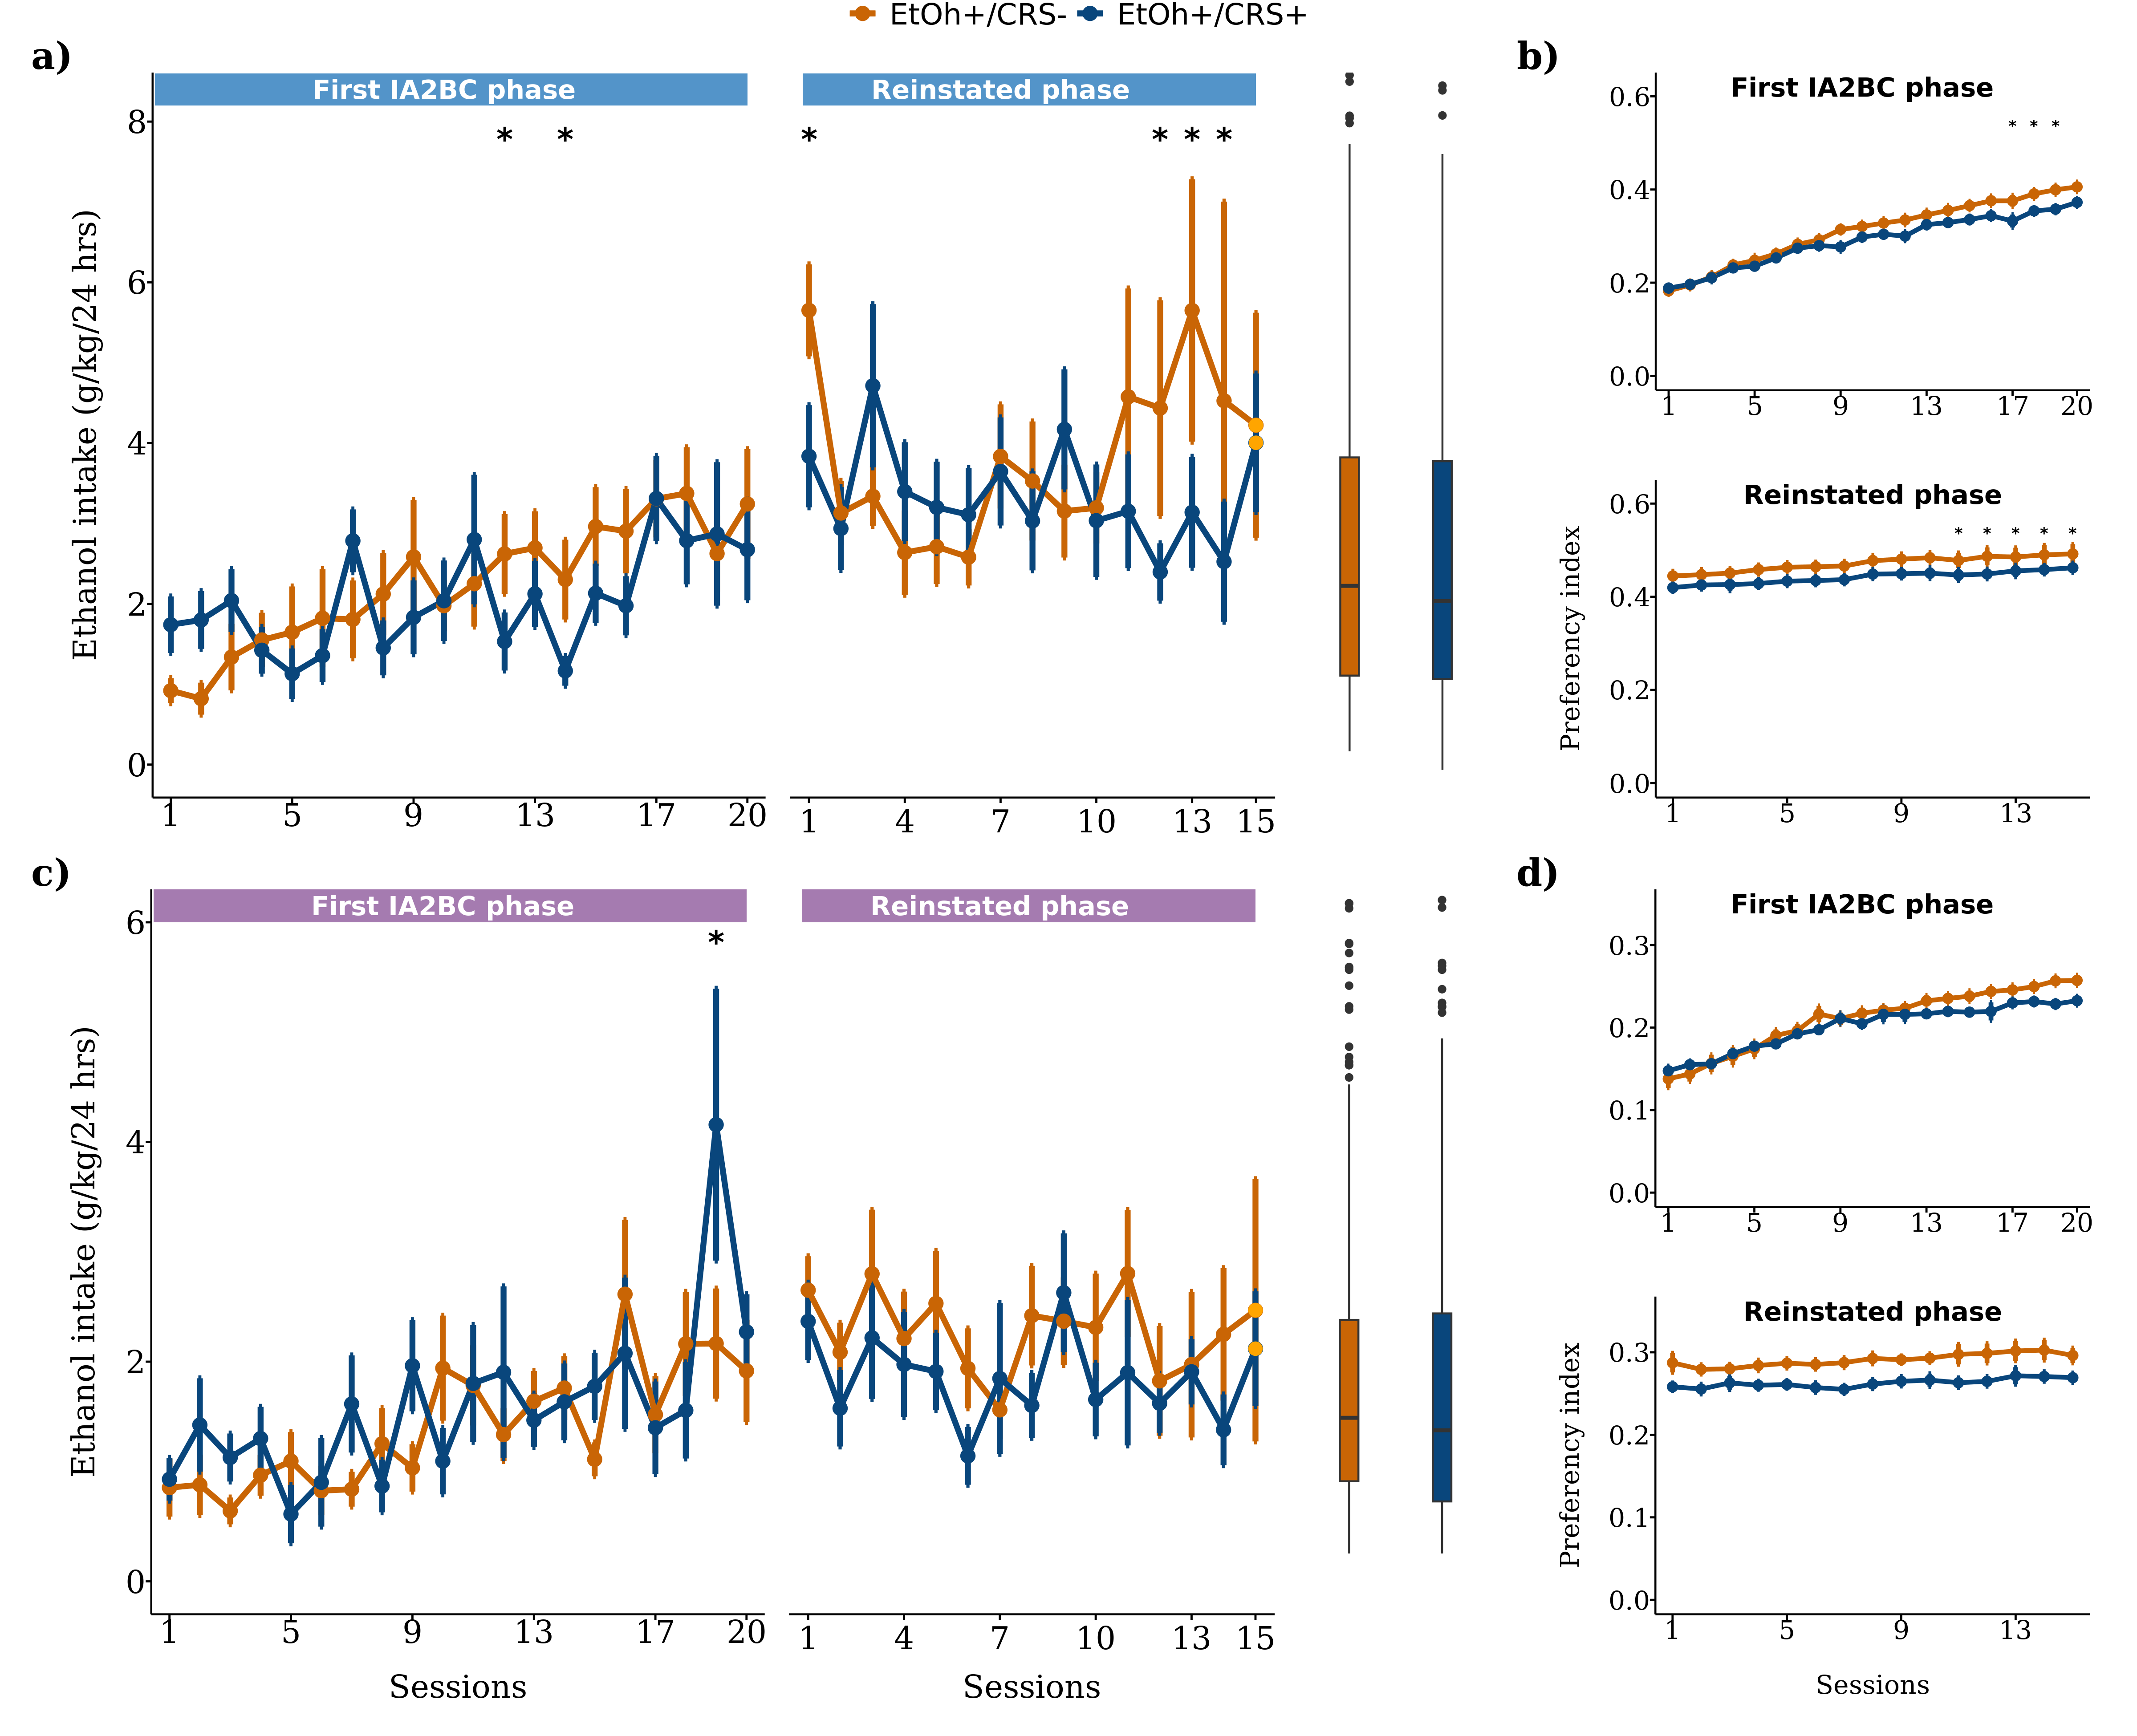 EtOh+/CRS- EtOh+/CRS+
a)
First IA2BC phase
Reinstated phase
* *
* * * *
Ethanol intake (g/kg/24 hrs)
8
6
4
2
0
1 5 9 13 17 20
1 4 7 10 13 15
b)
First IA2BC phase
* * *
0.6
0.4
0.2
0.0
1 5 9 13 17 20
Reinstated phase
* * * * *
Preferency index
0.6
0.4
0.2
0.0
1 5 9 13
c)
First IA2BC phase
Reinstated phase
*
Ethanol intake (g/kg/24 hrs)
6
4
2
0
1 5 9 13 17 20
1 4 7 10 13 15
Sessions
Sessions
d)
First IA2BC phase
0.3
0.2
0.1
0.0
1 5 9 13 17 20
Reinstated phase
Preferency index
0.3
0.2
0.1
0.0
1 5 9 13
Sessions